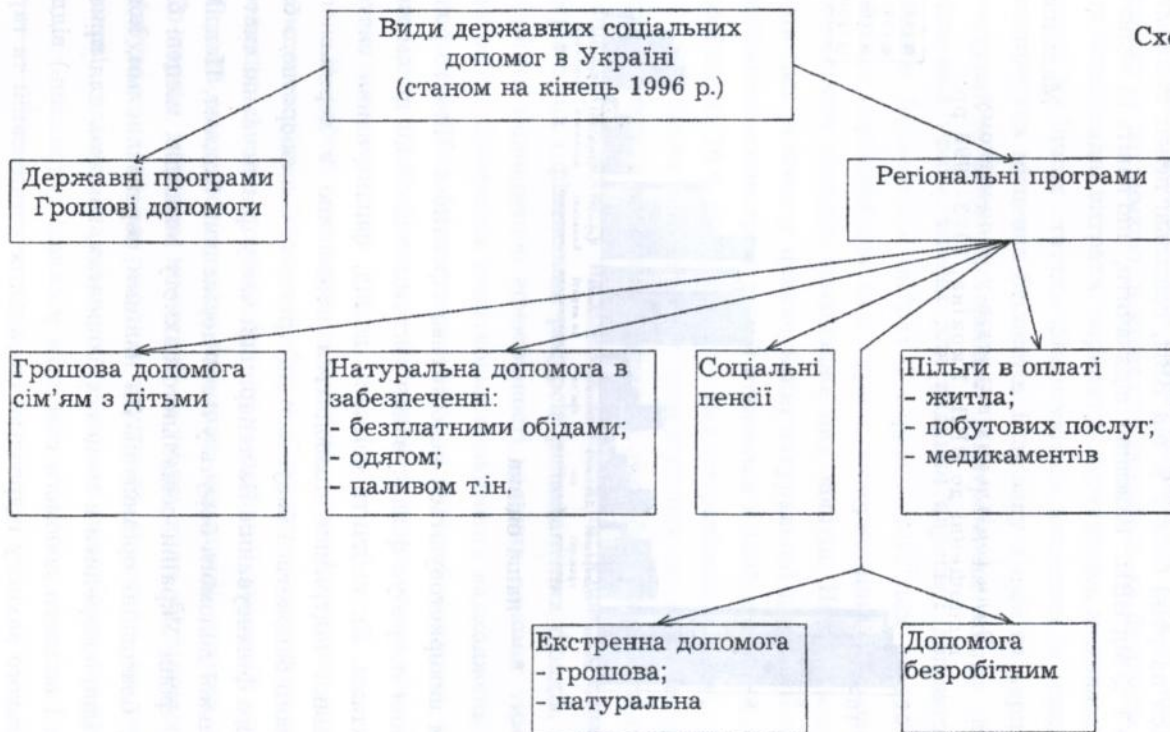 Види державних соціальних
допомог в Україні
(станом на кінець 1996 р.)
Державні програми
Грошові допомоги
Регіональні програми
Грошова допомога
сім'ям з дітьми
Натуральна допомога в
забезпеченні:
- безплатними обідами;
- одягом;
- паливом т.ін.
Соціальні
пенсії
Пільги в оплаті
- житла;
- побутових послуг;
- медикаментів
Екстренна допомога
- грошова;
- натуральна
Допомога
безробітним